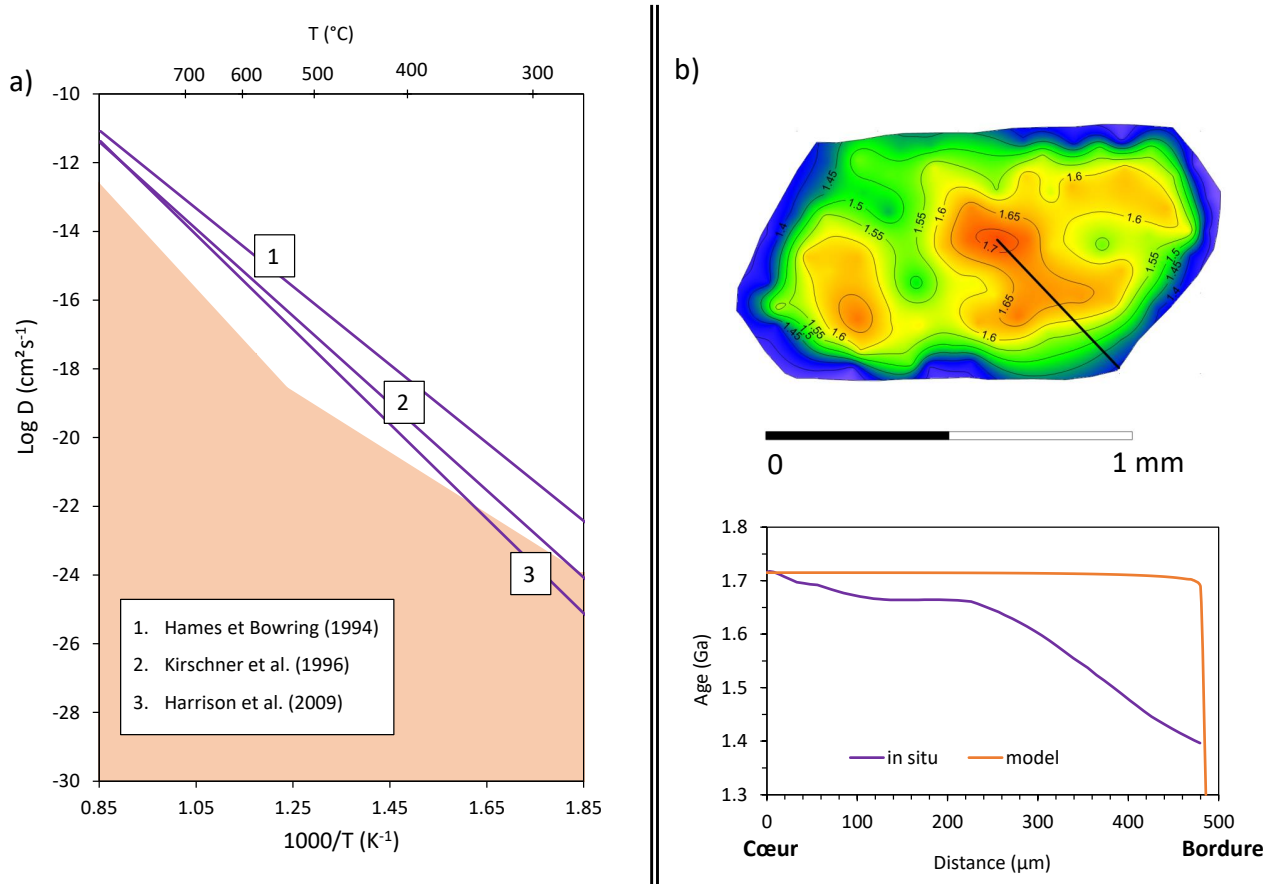 a)
T (°C)
700 600 500 400 300
-10
-12
-14
-16
-18
-20
-22
-24
-26
-28
-30
Log D (cm² s⁻¹)
1
2
3
1. Hames et Bowring (1994)
2. Kirschner et al. (1996)
3. Harrison et al. (2009)
0.85 1.05 1.25 1.45 1.65 1.85
1000/T (K⁻¹)
b)
1.45
1.5
1.4
1.55
1.6
1.65
1.7
1.65
1.6
1.6
1.55
1.5
1.45
1.4
1.6
1.45
1.5
1.55
1.6
0 1 mm
1.8
1.7
1.6
1.5
1.4
1.3
Age (Ga)
in situ model
0 100 200 300 400 500
Cœur Distance (µm) Bordure